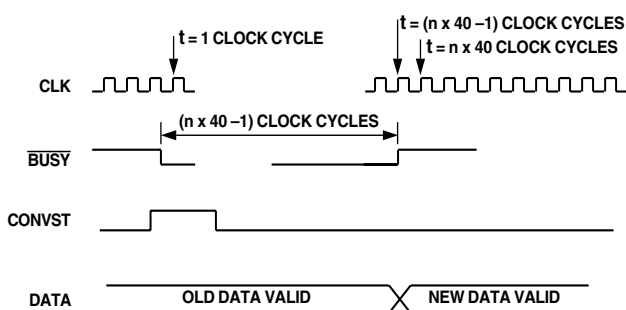 t = (n x 40 –1) CLOCK CYCLES
t = 1 CLOCK CYCLE
t = n x 40 CLOCK CYCLES
CLK
(n x 40 –1) CLOCK CYCLES
BUSY
CONVST
DATA
OLD DATA VALID
NEW DATA VALID